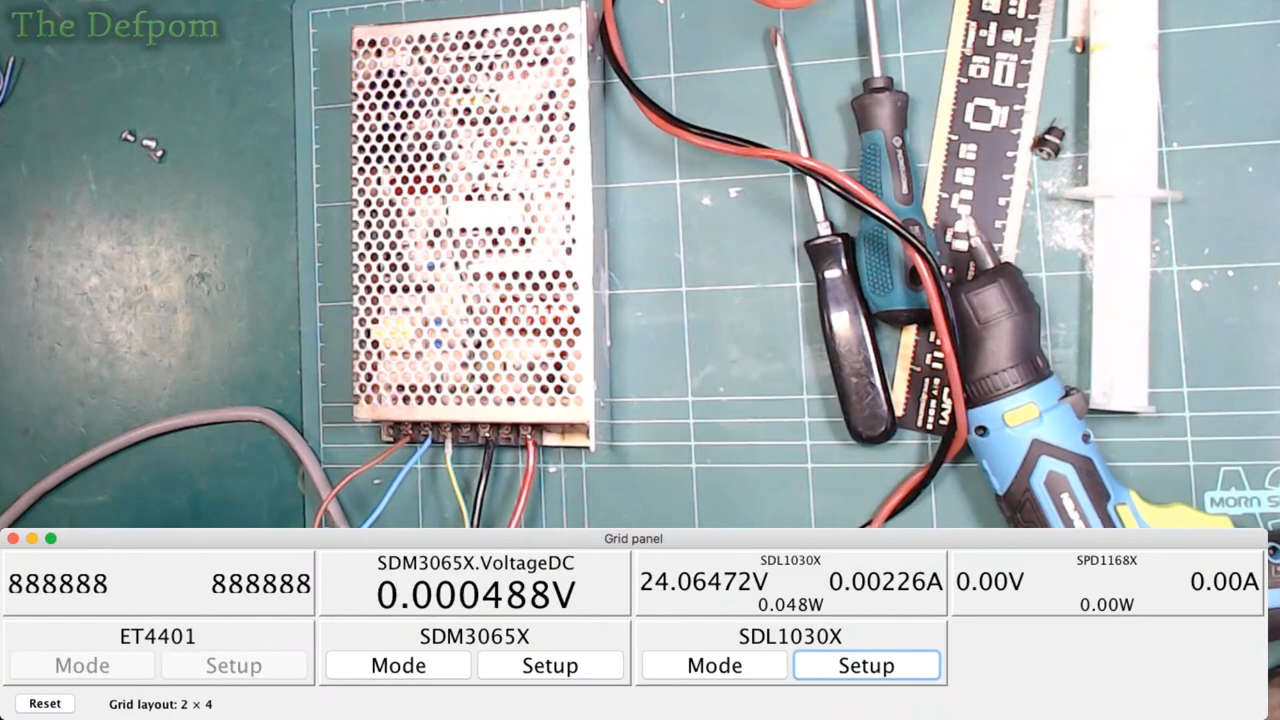 The Defpom
MORN S
Grid panel
888888 888888
SDM3065X.VoltageDC
0.000488V
SDL1030X
24.06472V 0.00226A
0.048W
SPD1168X
0.00V 0.00A
0.00W
ET4401
Mode Setup
SDM3065X
Mode Setup
SDL1030X
Mode Setup
Reset
Grid layout: 2 × 4